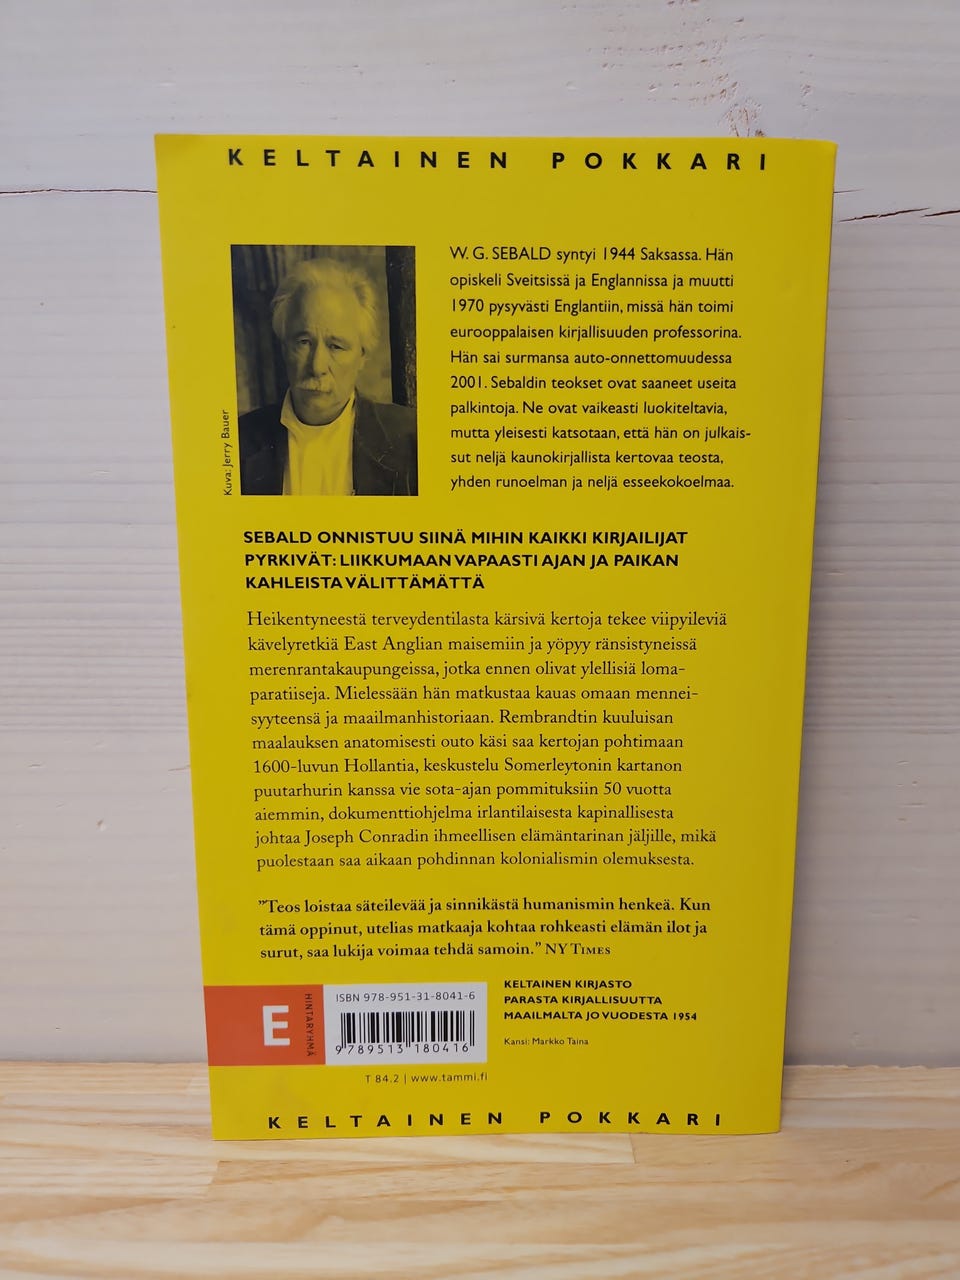 KELTAINEN POKKARI
Kuva: Jerry Bauer
W. G. SEBALD syntyi 1944 Saksassa. Hän
opiskeli Sveitsissä ja Englannissa ja muutti
1970 pysyvästi Englantiin, missä hän toimi
eurooppalaisen kirjallisuuden professorina.
Hän sai surmansa auto-onnettomuudessa
2001. Sebaldin teokset ovat saaneet useita
palkintoja. Ne ovat vaikeasti luokiteltavia,
mutta yleisesti katsotaan, että hän on julkais-
sut neljä kaunokirjallista kertovaa teosta,
yhden runoelman ja neljä esseekokoelmaa.
SEBALD ONNISTUU SIINÄ MIHIN KAIKKI KIRJAILIJAT
PYRKIVÄT: LIIKKUMAAN VAPAASTI AJAN JA PAIKAN
KAHLEISTA VÄLITTÄMÄTTÄ
Heikentyneestä terveydentilasta kärsivä kertoja tekee viipyileviä
kävelyretkiä East Anglian maisemiin ja yöpyy ränsistyneissä
merenrantakaupungeissa, jotka ennen olivat ylellisiä loma-
paratiiseja. Mielessään hän matkustaa kauas omaan mennei-
syyteensä ja maailmanhistoriaan. Rembrandtin kuuluisan
maalauksen anatomisesti outo käsi saa kertojan pohtimaan
1600-luvun Hollantia, keskustelu Somerleytonin kartanon
puutarhurin kanssa vie sota-ajan pommituksiin 50 vuotta
aiemmin, dokumenttiohjelma irlantilaisesta kapinallisesta
johtaa Joseph Conradin ihmeellisen elämäntarinan jäljille, mikä
puolestaan saa aikaan pohdinnan kolonialismin olemuksesta.
”Teos loistaa säteilevää ja sinnikästä humanismin henkeä. Kun
tämä oppinut, utelias matkaaja kohtaa rohkeasti elämän ilot ja
surut, saa lukija voimaa tehdä samoin.” NY TIMES
E
HINTARYHMÄ
ISBN 978-951-31-8041-6
9 789513 180416
KELTAINEN KIRJASTO
PARASTA KIRJALLISUUTTA
MAAILMALTA JO VUODESTA 1954
Kansi: Markko Taina
T 84.2 | www.tammi.fi
KELTAINEN POKKARI